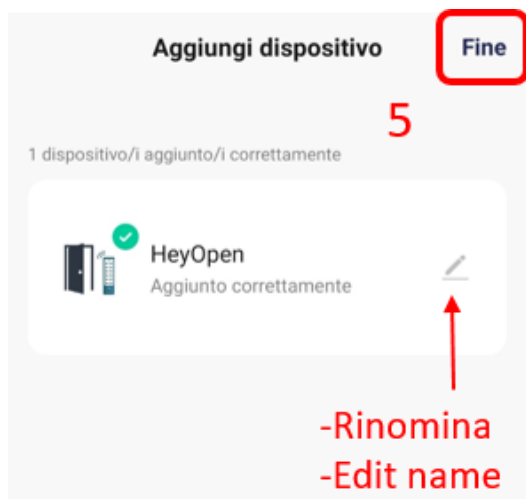 Aggiungi dispositivo Fine
5
1 dispositivo/i aggiunto/i correttamente
HeyOpen
Aggiunto correttamente
-Rinomina
-Edit name